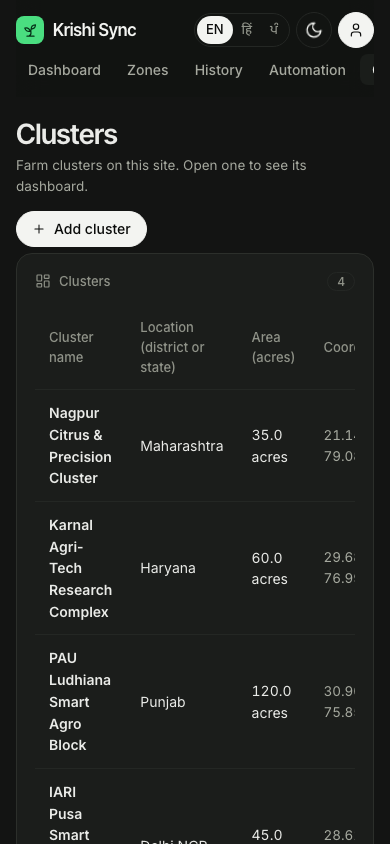 Krishi Sync
EN हिं पं
Dashboard Zones History Automation
Clusters
Farm clusters on this site. Open one to see its
dashboard.
+ Add cluster
Clusters 4
Cluster
name
Location
(district or
state)
Area
(acres)
Nagpur
Citrus &
Precision
Cluster
Maharashtra
35.0
acres
Karnal
Agri-
Tech
Research
Complex
Haryana
60.0
acres
PAU
Ludhiana
Smart
Agro
Block
Punjab
120.0
acres
IARI
Pusa
Smart
45.0